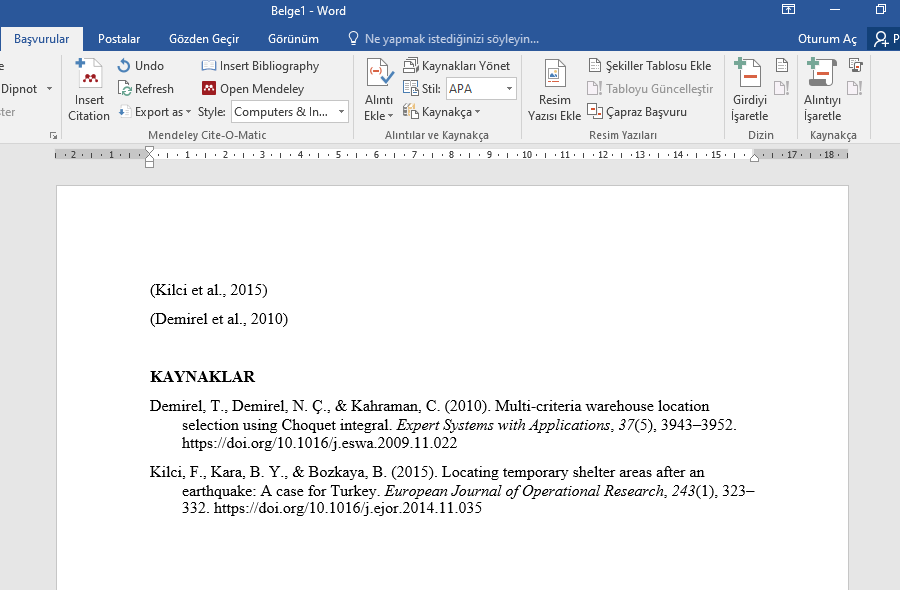 Belge1 - Word
Başvurular Postalar Gözden Geçir Görünüm Ne yapmak istediğinizi söyleyin... Oturum Aç P
e
Dipnot
ter
Insert Citation
Undo
Refresh
Export as
Insert Bibliography
Open Mendeley
Style: Computers & In...
Mendeley Cite-O-Matic
Alıntı Ekle
Kaynakları Yönet
Stil: APA
Kaynakça
Alıntılar ve Kaynakça
Resim Yazısı Ekle
Şekiller Tablosu Ekle
Tabloyu Güncelleştir
Çapraz Başvuru
Resim Yazıları
Girdiyi İşaretle
Dizin
Alıntıyı İşaretle
Kaynakça
2 1 1 2 3 4 5 6 7 8 9 10 11 12 13 14 15 17 18
(Kilci et al., 2015)
(Demirel et al., 2010)
KAYNAKLAR
Demirel, T., Demirel, N. Ç., & Kahraman, C. (2010). Multi-criteria warehouse location
selection using Choquet integral. Expert Systems with Applications, 37(5), 3943–3952.
https://doi.org/10.1016/j.eswa.2009.11.022
Kilci, F., Kara, B. Y., & Bozkaya, B. (2015). Locating temporary shelter areas after an
earthquake: A case for Turkey. European Journal of Operational Research, 243(1), 323–
332. https://doi.org/10.1016/j.ejor.2014.11.035